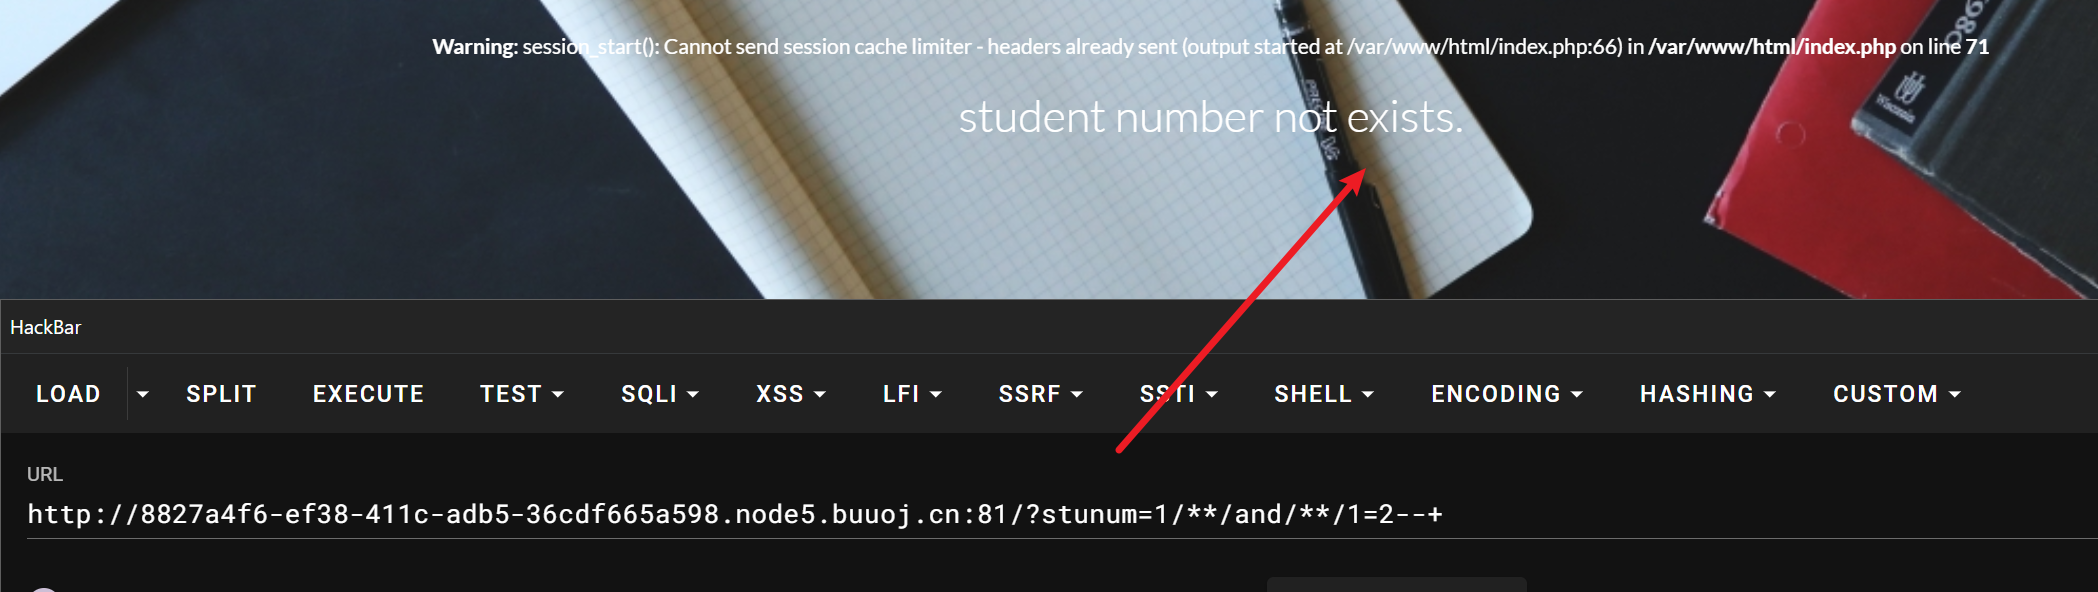 Warning: session_start(): Cannot send session cache limiter - headers already sent (output started at /var/www/html/index.php:66) in /var/www/html/index.php on line 71
student number not exists.
Wisconsin
HackBar
LOAD SPLIT EXECUTE TEST SQLI XSS LFI SSRF SSTI SHELL ENCODING HASHING CUSTOM
URL
http://8827a4f6-ef38-411c-adb5-36cdf665a598.node5.buuoj.cn:81/?stunum=1/**/and/**/1=2--+